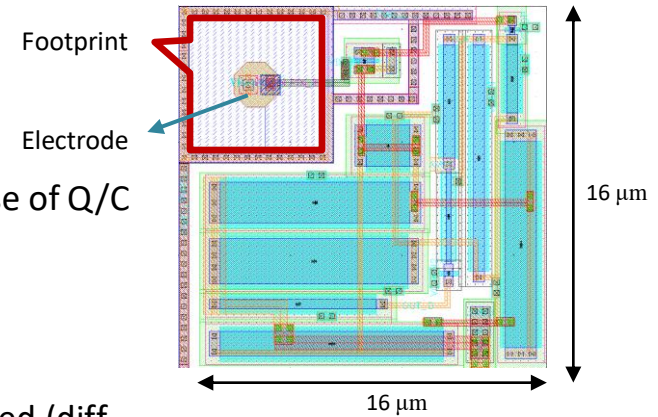 Footprint
Electrode
e of Q/C
16 μm
16 μm
ed (diff